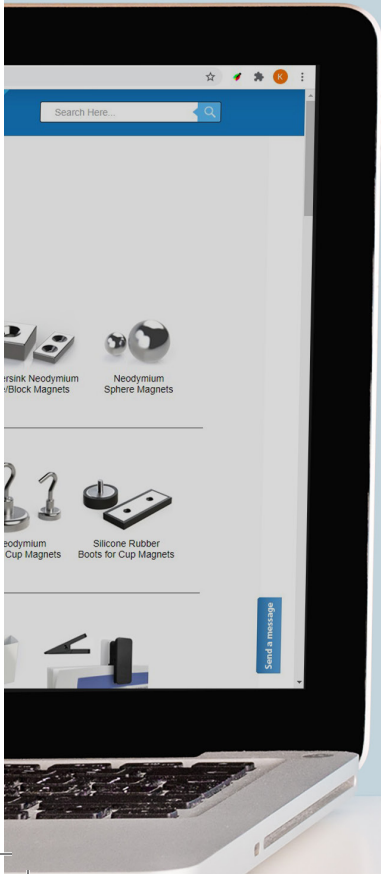 K
Search Here...
ersink Neodymium
e/Block Magnets
Neodymium
Sphere Magnets
eodymium
Cup Magnets
Silicone Rubber
Boots for Cup Magnets
Send a message